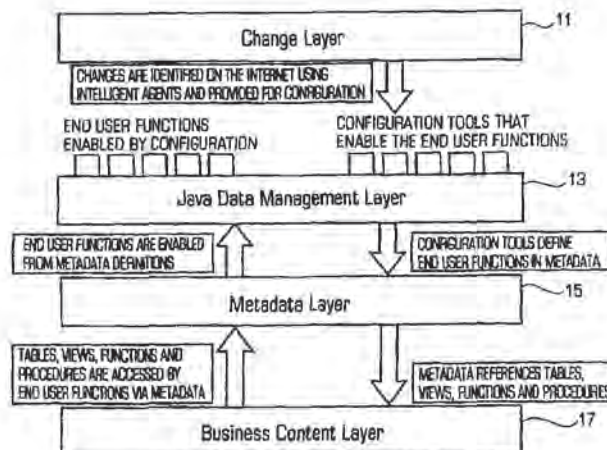 11
Change Layer
CHANGES ARE IDENTIFIED ON THE INTERNET USING
INTELLIGENT AGENTS AND PROVIDED FOR CONFIGURATION
END USER FUNCTIONS
ENABLED BY CONFIGURATION
CONFIGURATION TOOLS THAT
ENABLE THE END USER FUNCTIONS
13
Java Data Management Layer
END USER FUNCTIONS ARE ENABLED
FROM METADATA DEFINITIONS
CONFIGURATION TOOLS DEFINE
END USER FUNCTIONS IN METADATA
15
Metadata Layer
TABLES, VIEWS, FUNCTIONS AND
PROCEDURES ARE ACCESSED BY
END USER FUNCTIONS VIA METADATA
METADATA REFERENCES TABLES,
VIEWS, FUNCTIONS AND PROCEDURES
17
Business Content Layer